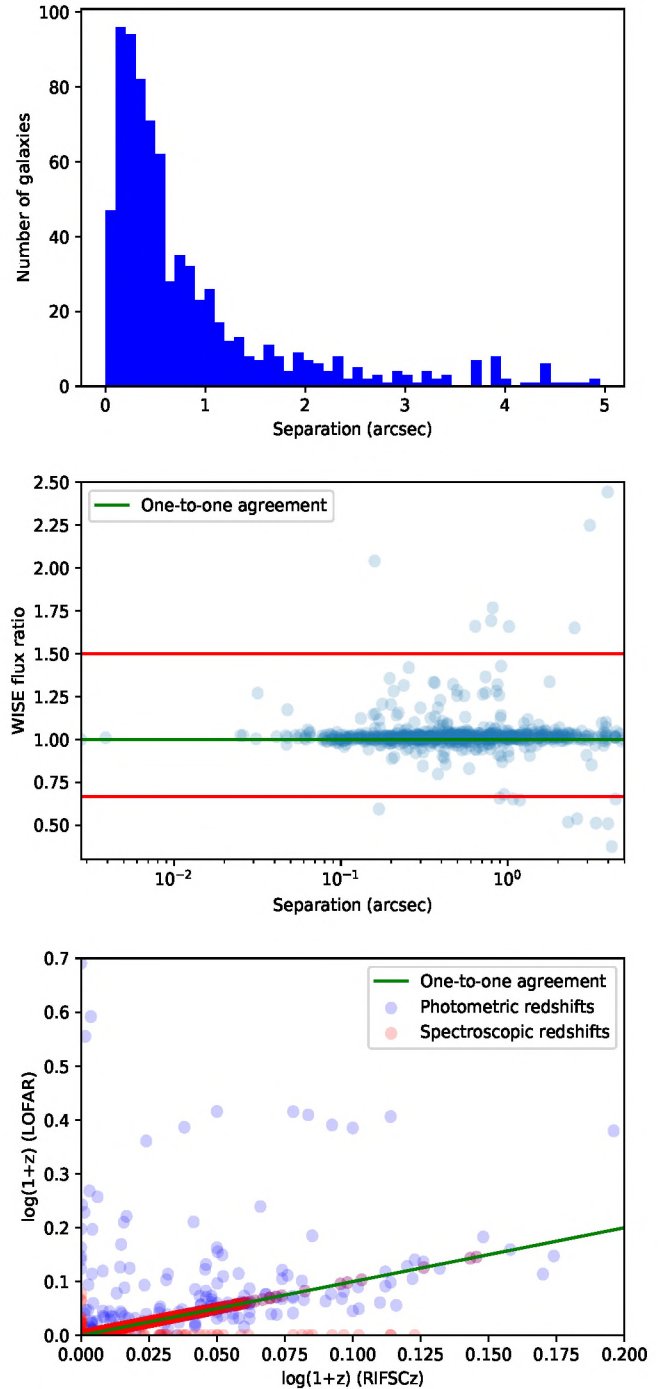 100
80
60
40
20
0
Number of galaxies
0 1 2 3 4 5
Separation (arcsec)
2.50
2.25
2.00
1.75
1.50
1.25
1.00
0.75
0.50
WISE flux ratio
One-to-one agreement
10⁻² 10⁻¹ 10⁰
Separation (arcsec)
0.7
0.6
0.5
0.4
0.3
0.2
0.1
0.0
log(1+z) (LOFAR)
One-to-one agreement
Photometric redshifts
Spectroscopic redshifts
0.000 0.025 0.050 0.075 0.100 0.125 0.150 0.175 0.200
log(1+z) (RIFSCz)